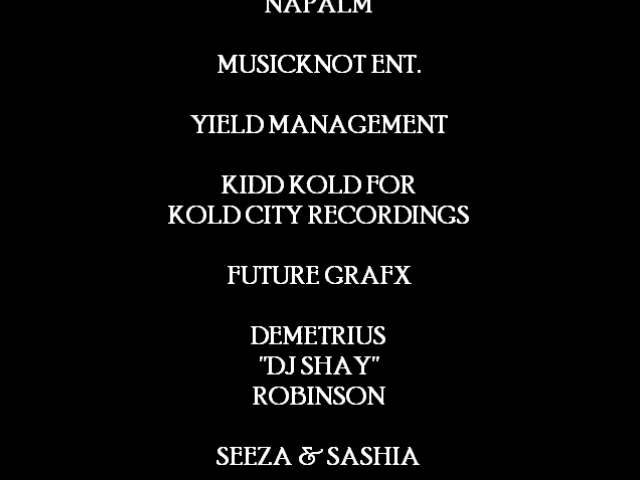 NAPALM
MUSICKNOT ENT.
YIELD MANAGEMENT
KIDD KOLD FOR
KOLD CITY RECORDINGS
FUTURE GRAFX
DEMETRIUS
"DJ SHAY"
ROBINSON
SEEZA & SASHIA